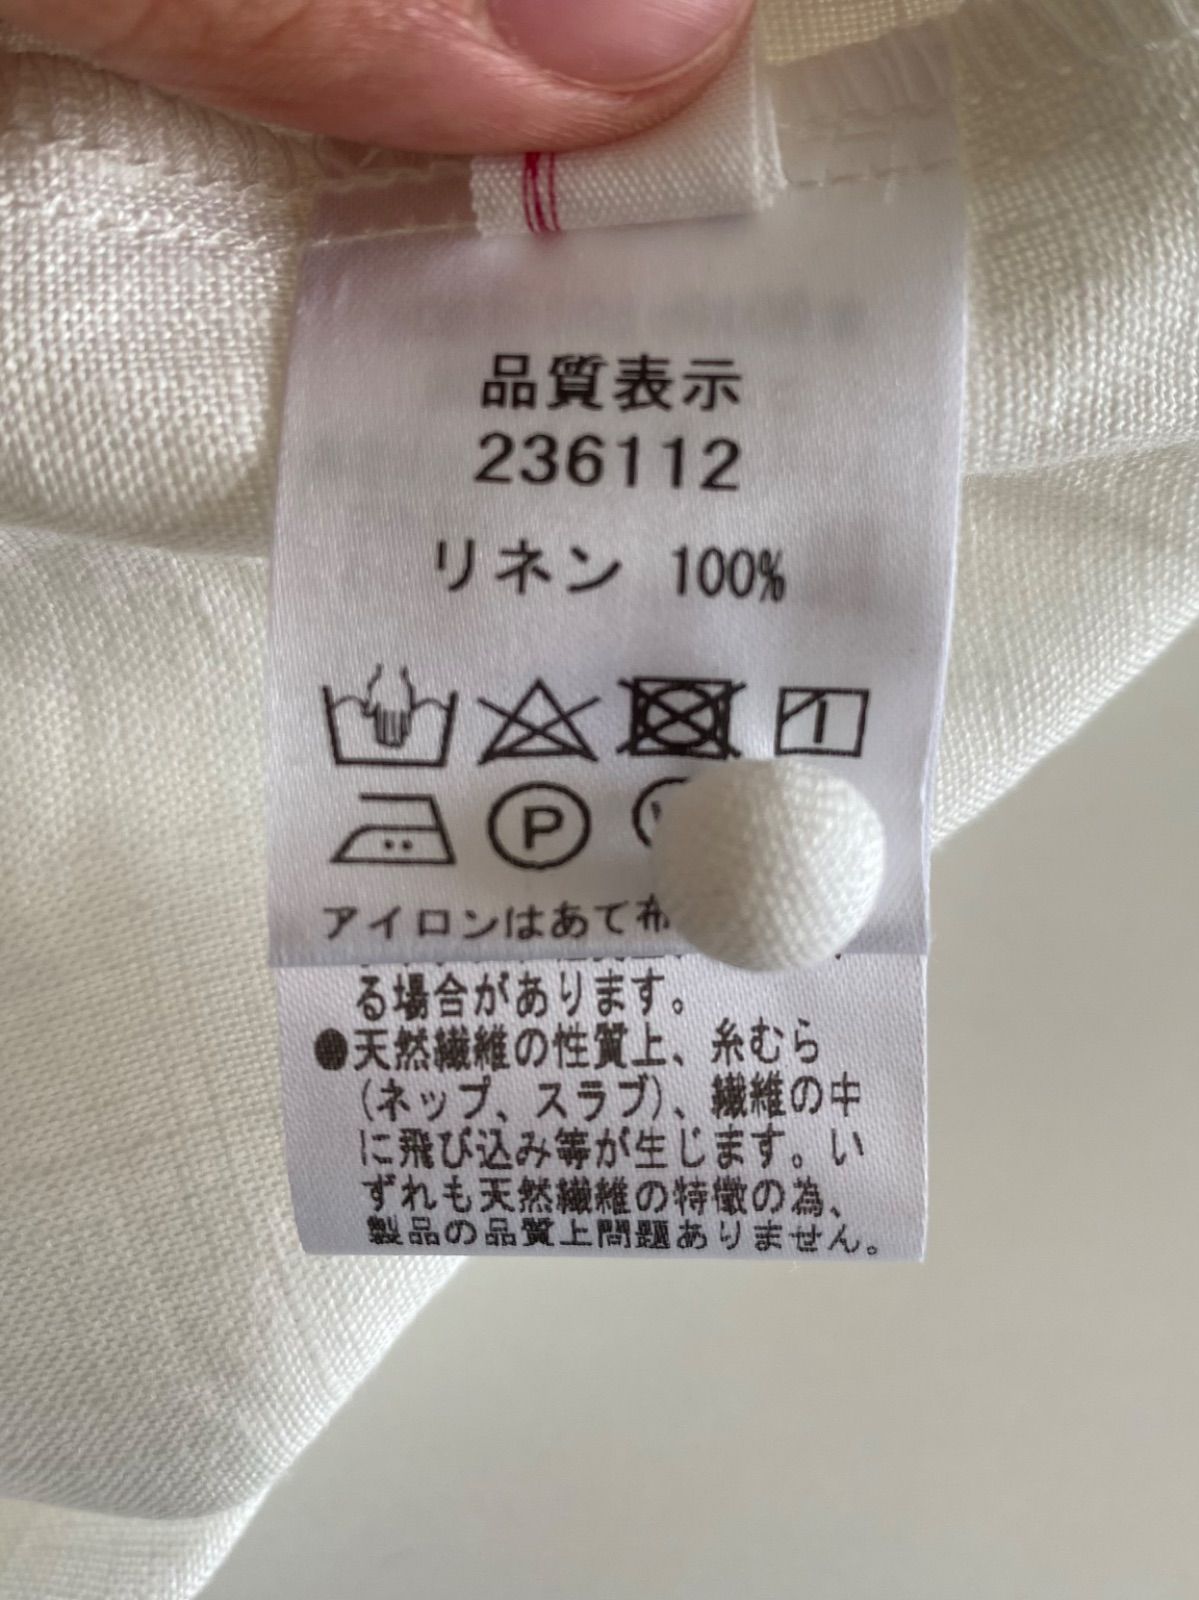 品質表示
236112
リネン 100%
P
アイロンはあて布
る場合があります。
●天然繊維の性質上、糸むら
(ネップ、スラブ)、繊維の中
に飛び込み等が生じます。い
ずれも天然繊維の特徴の為、
製品の品質上問題ありません。